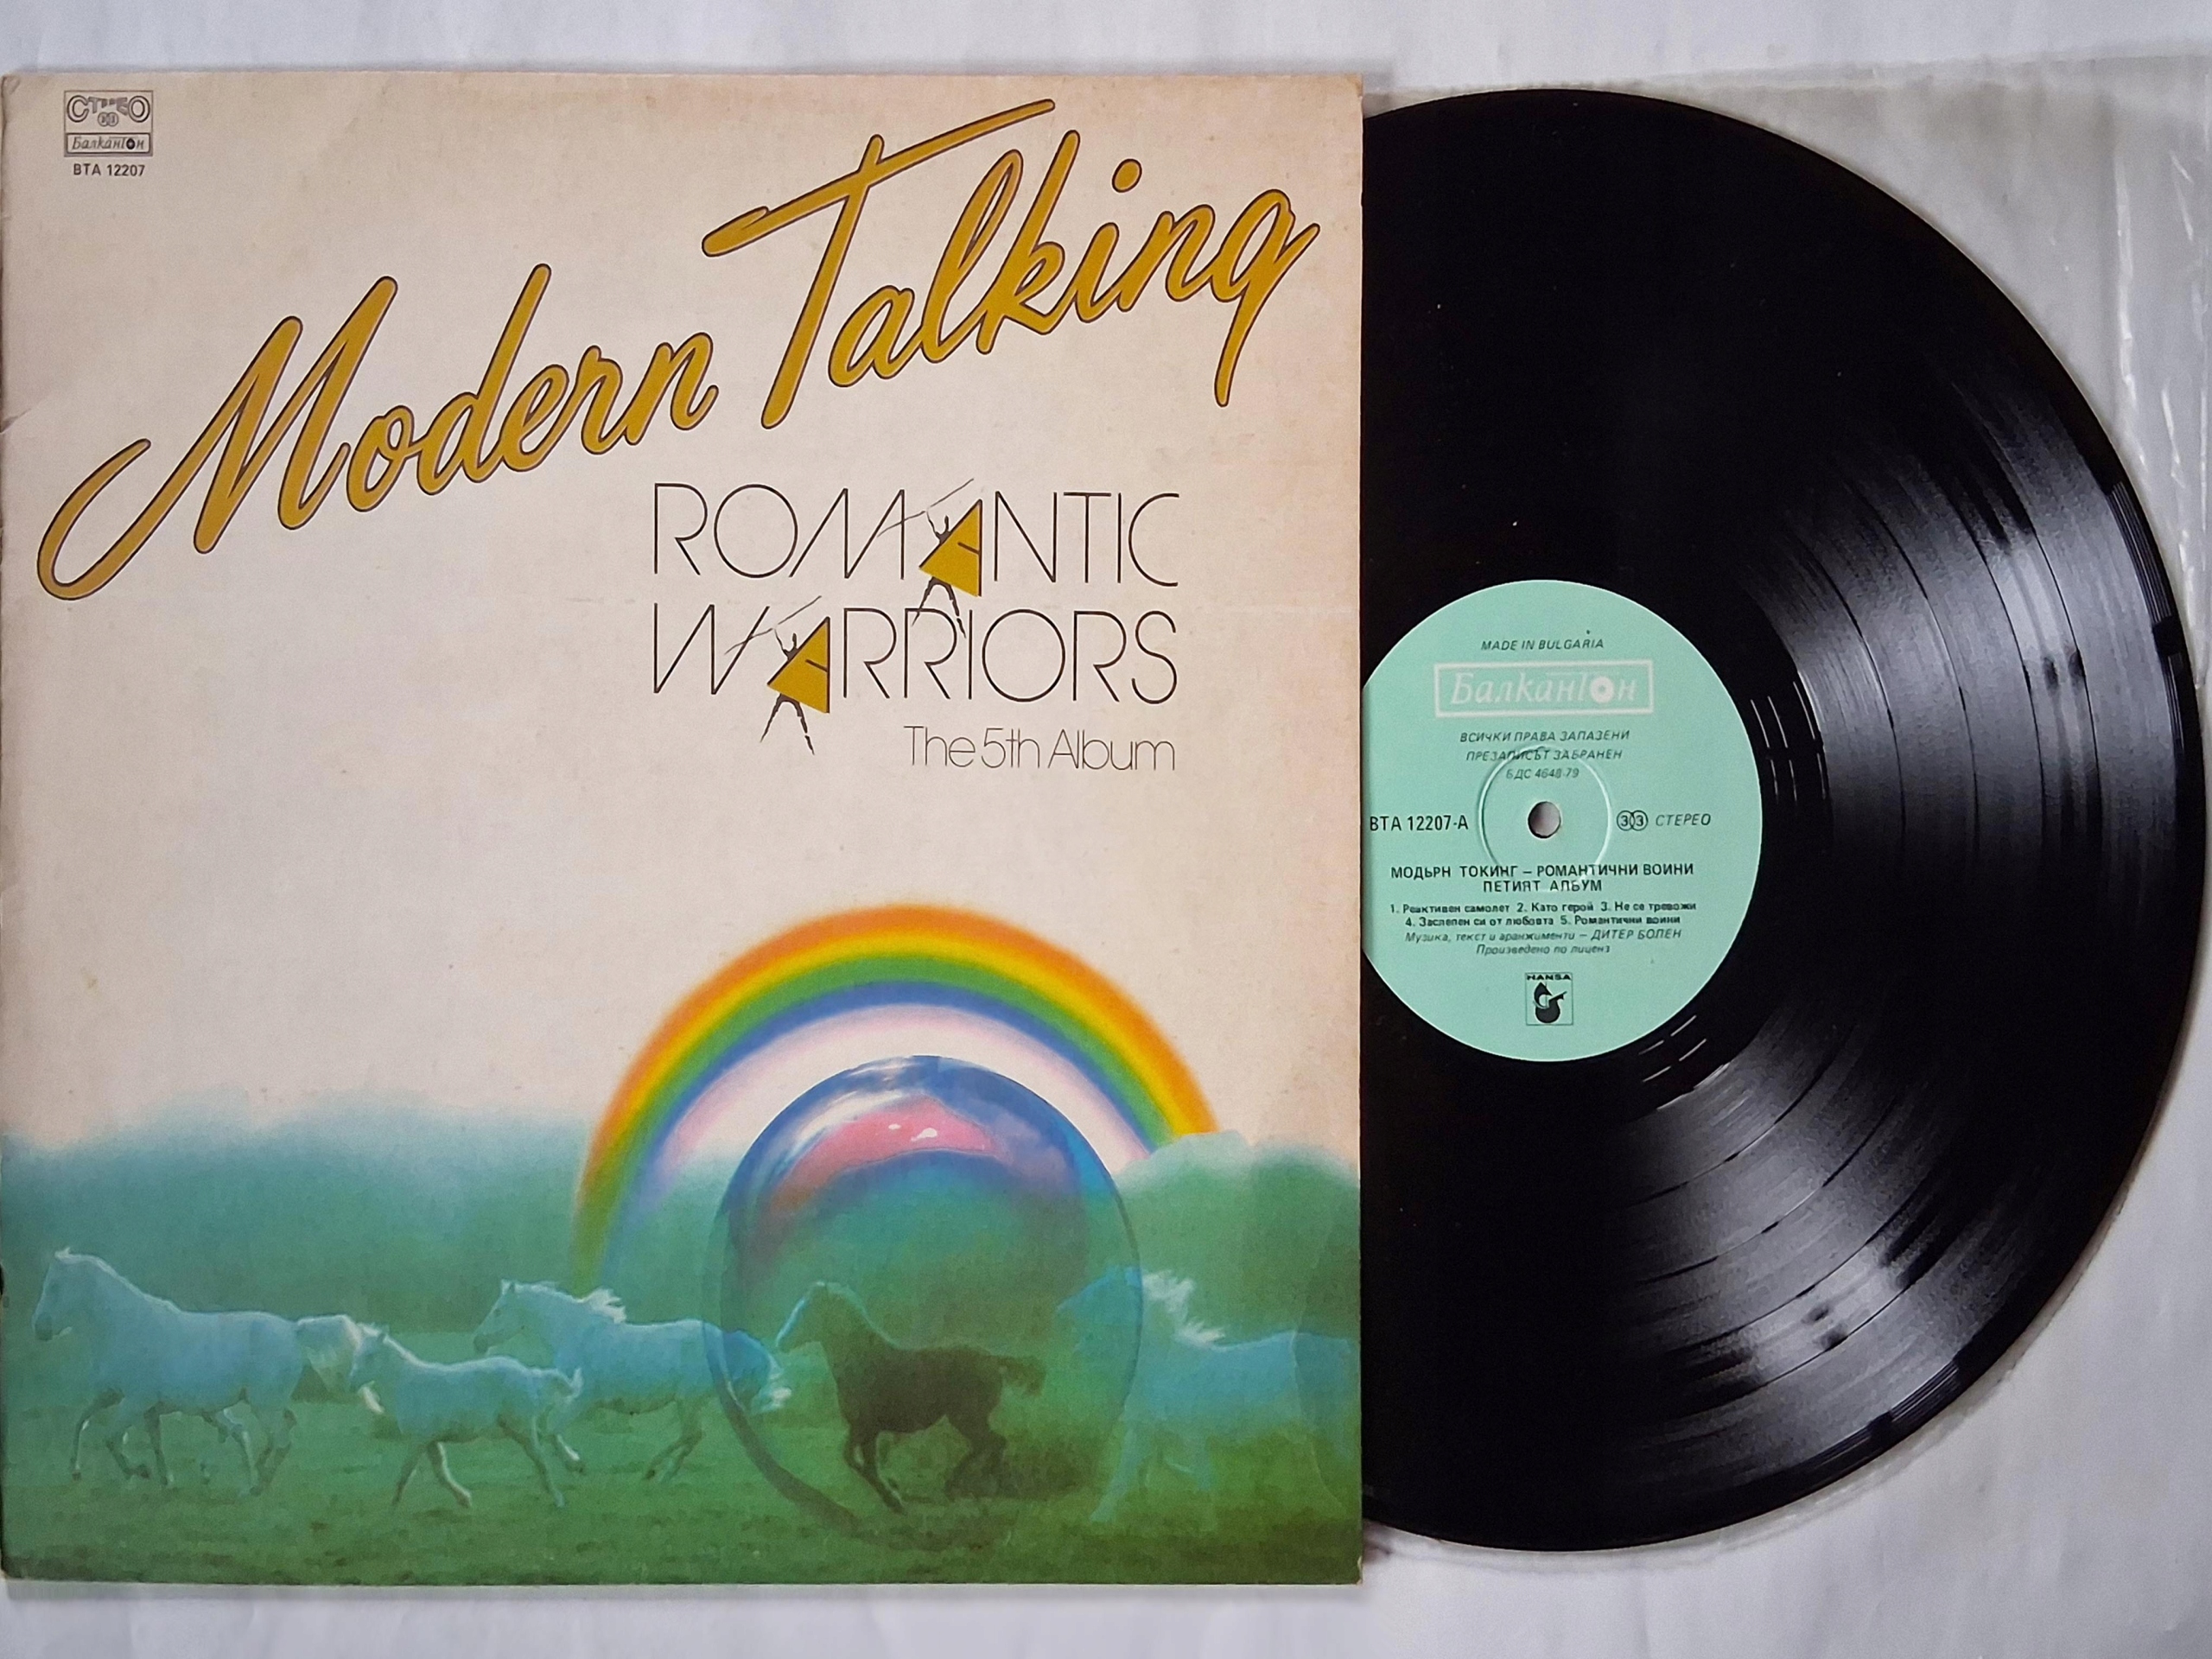 СТЕРЕО
33
Балкантон
ВТА 12207
Modern Talking
ROMANTIC
WARRIORS
The 5th Album
MADE IN BULGARIA
Балкантон
ВСИЧКИ ПРАВА ЗАПАЗЕНИ
ПРЕЗАПИСЪТ ЗАБРАНЕН
БДС 4648-79
ВТА 12207-А
33 СТЕРЕО
МОДЪРН ТОКИНГ – РОМАНТИЧНИ ВОИНИ
ПЕТИЯТ АЛБУМ
1. Реактивен самолет 2. Като герой 3. Не се тревожи
4. Заслепен си от любовта 5. Романтични воини
Музика, текст и аранжименти – ДИТЕР БОЛЕН
Произведено по лиценз
HANSA